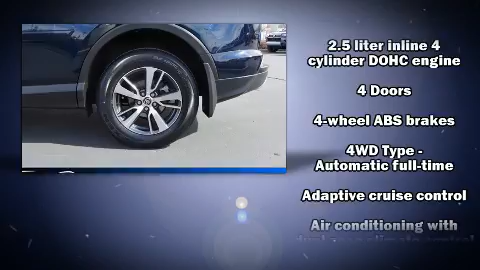 2.5 liter inline 4
cylinder DOHC engine
4 Doors
4-wheel ABS brakes
4WD Type -
Automatic full-time
Adaptive cruise control
Air conditioning with